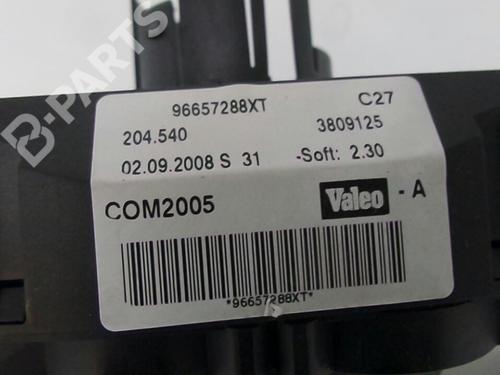 B-PARTS
96657288XT C27
204.540 3809125
02.09.2008 S 31 -Soft: 2.30
COM2005 Valeo - A
*96657288XT*